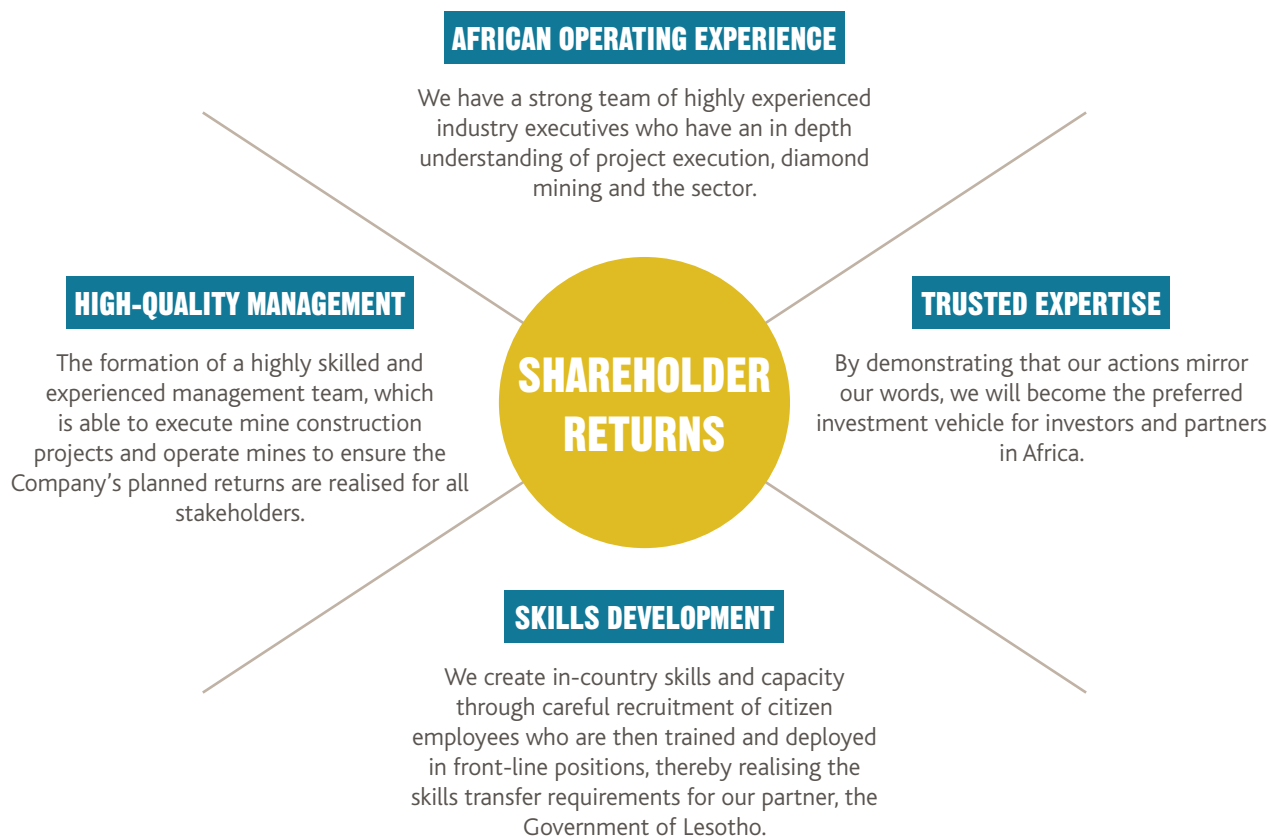 AFRICAN OPERATING EXPERIENCE
We have a strong team of highly experienced
industry executives who have an in depth
understanding of project execution, diamond
mining and the sector.
HIGH-QUALITY MANAGEMENT
The formation of a highly skilled and
experienced management team, which
is able to execute mine construction
projects and operate mines to ensure the
Company’s planned returns are realised for all
stakeholders.
SHAREHOLDER
RETURNS
TRUSTED EXPERTISE
By demonstrating that our actions mirror
our words, we will become the preferred
investment vehicle for investors and partners
in Africa.
SKILLS DEVELOPMENT
We create in-country skills and capacity
through careful recruitment of citizen
employees who are then trained and deployed
in front-line positions, thereby realising the
skills transfer requirements for our partner, the
Government of Lesotho.